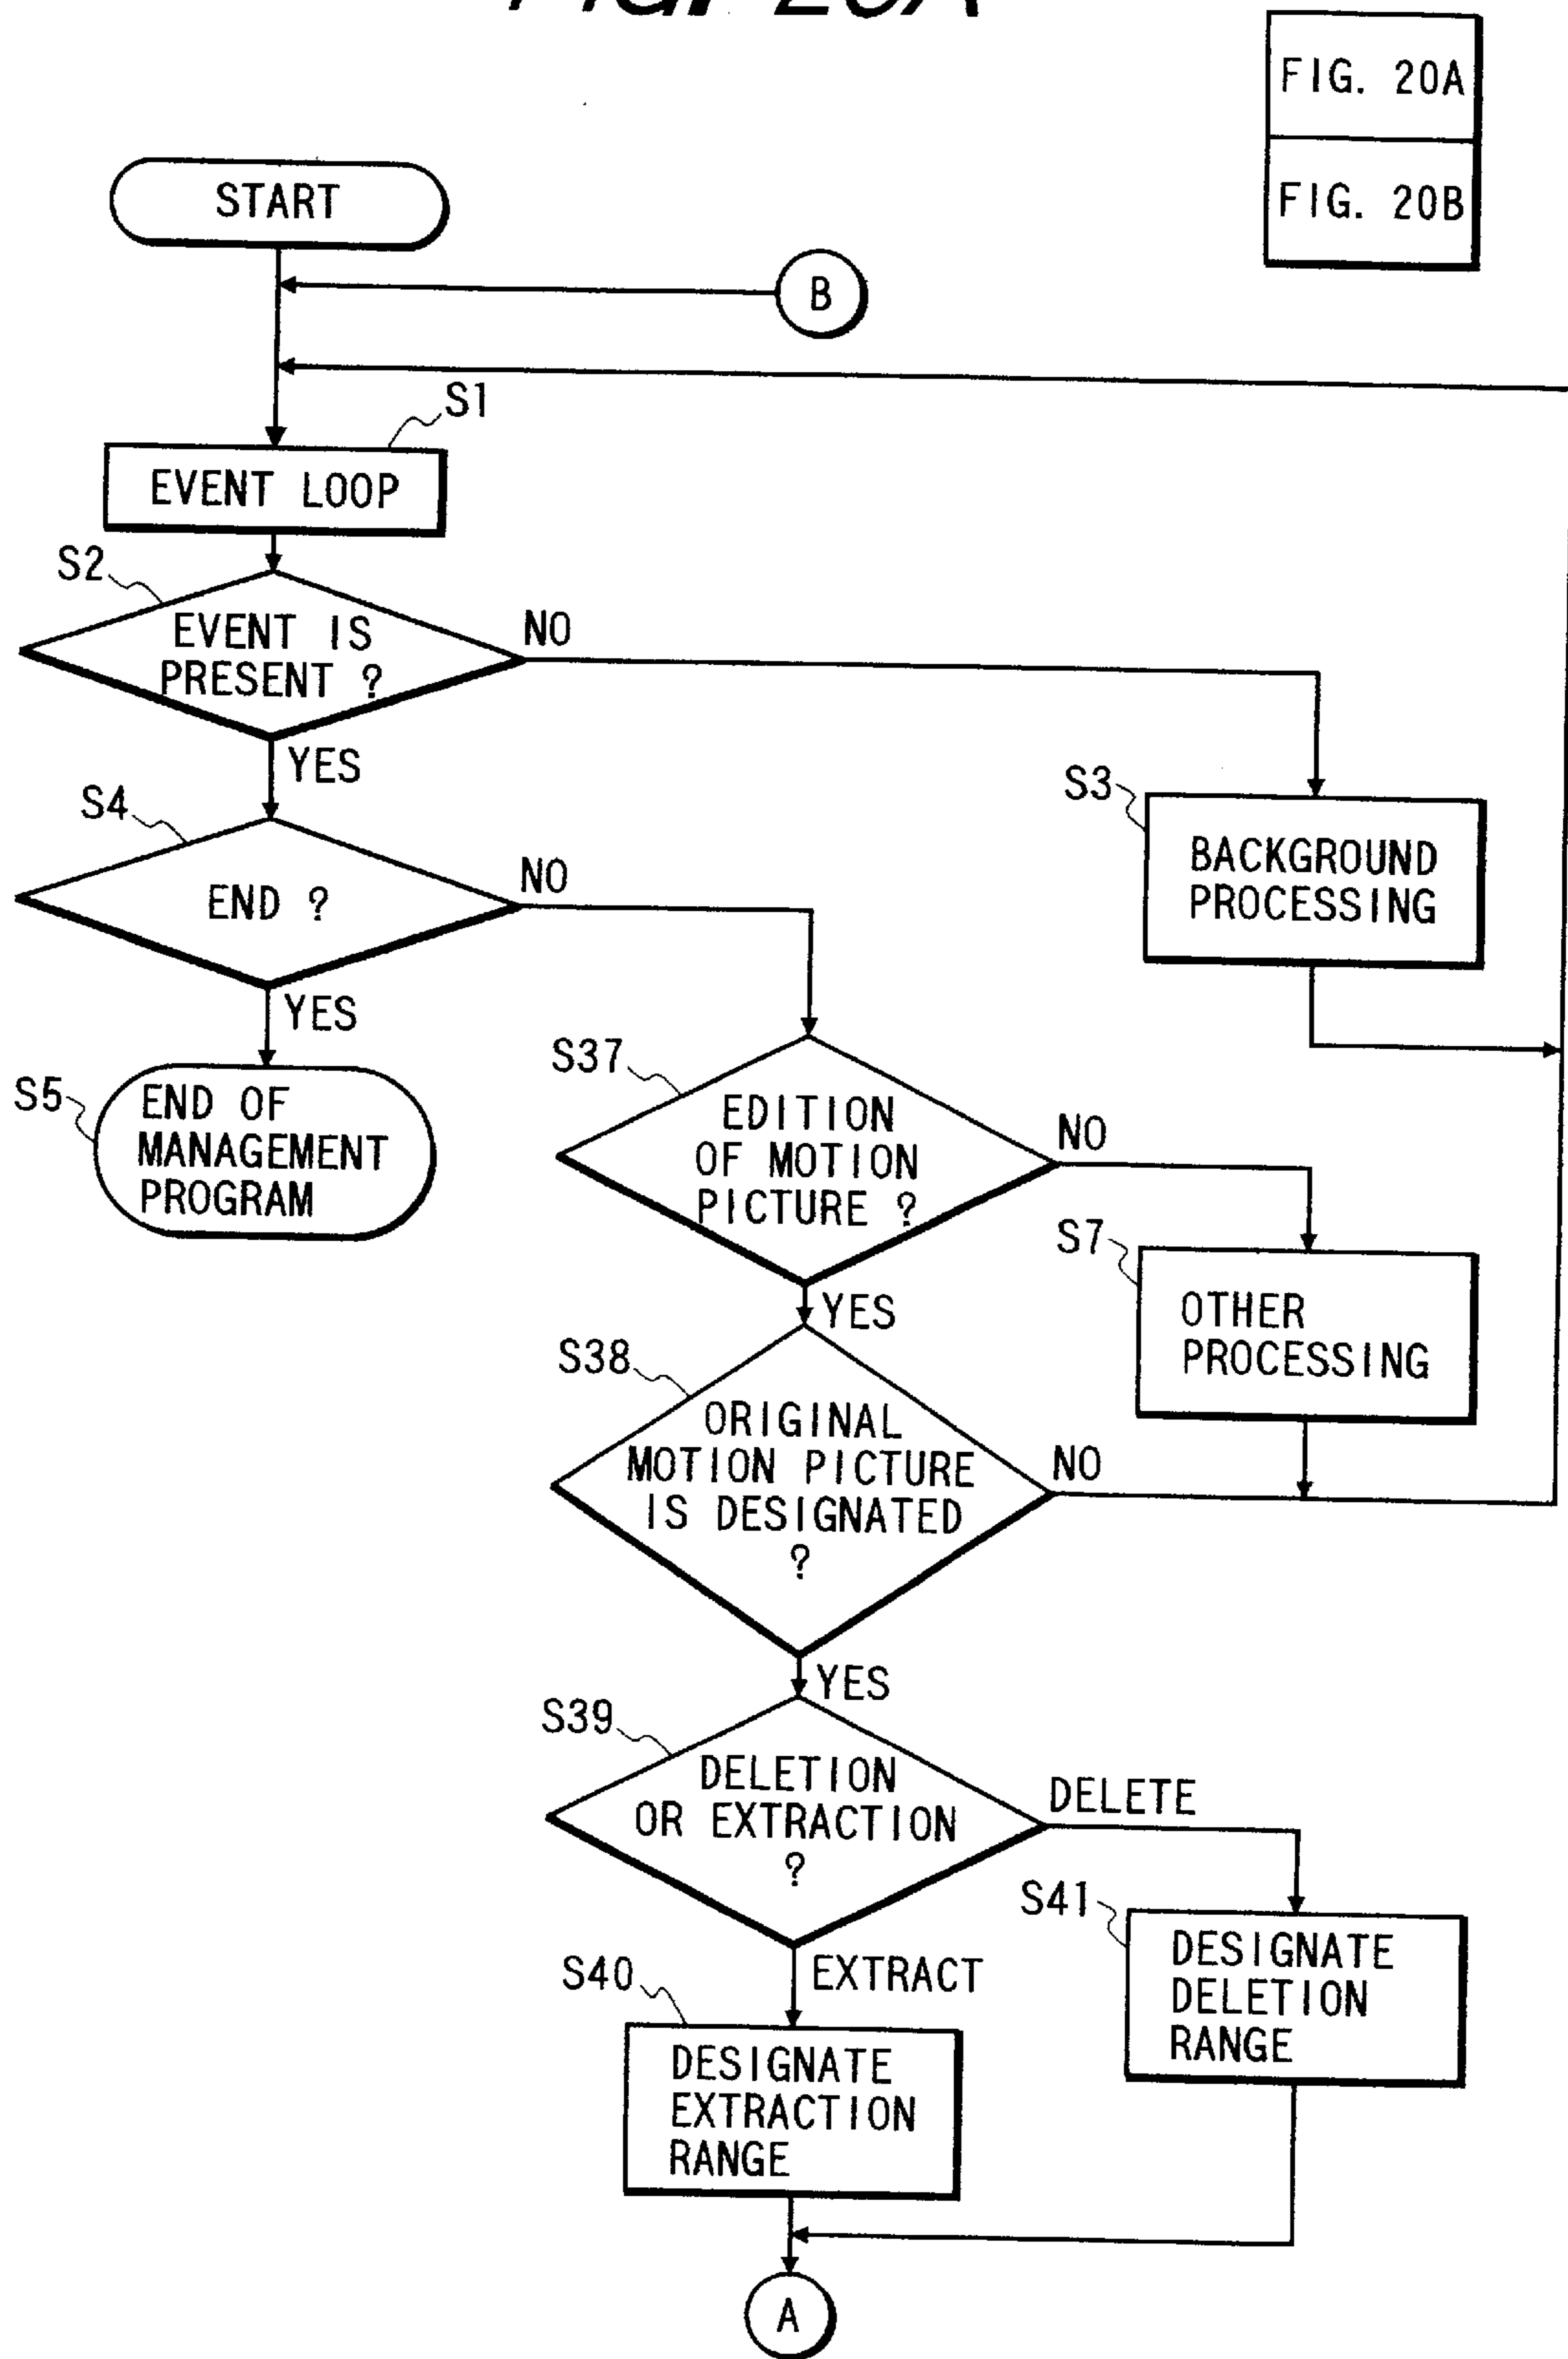 FIG. 20A
FIG. 20A
FIG. 20B
START
B
S1
EVENT LOOP
S2
EVENT IS
PRESENT ?
NO
YES
S3
BACKGROUND
PROCESSING
S4
END ?
NO
YES
S5
END OF
MANAGEMENT
PROGRAM
S37
EDITION
OF MOTION
PICTURE ?
NO
YES
S7
OTHER
PROCESSING
S38
ORIGINAL
MOTION PICTURE
IS DESIGNATED
?
NO
YES
S39
DELETION
OR EXTRACTION
?
DELETE
EXTRACT
S41
DESIGNATE
DELETION
RANGE
S40
DESIGNATE
EXTRACTION
RANGE
A